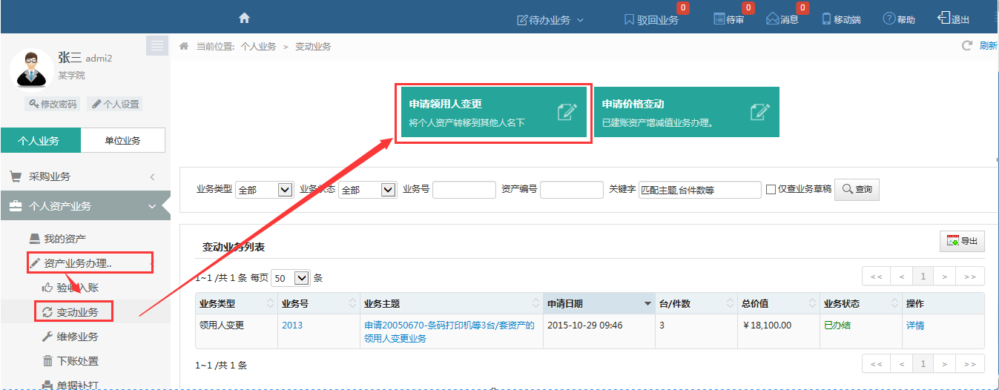 待办业务
驳回业务
0
待审
0
消息
0
移动端
帮助
退出
张三 admi2
某学院
修改密码
个人设置
个人业务
单位业务
采购业务
个人资产业务
我的资产
资产业务办理..
验收入账
变动业务
维修业务
下账处置
单据补打
当前位置: 个人业务 > 变动业务
刷新
申请领用人变更
将个人资产转移到其他人名下
申请价格变动
已建账资产增减值业务办理。
业务类型 全部 业务状态 全部 业务号 资产编号 关键字 匹配主题,台件数等 仅查业务草稿 查询
变动业务列表
导出
1~1 /共 1 条 每页 50 条
<< < 1 > >>
业务类型 业务号 业务主题 申请日期 台/件数 总价值 业务状态 操作
领用人变更 2013 申请20050670-条码打印机等3台/套资产的 2015-10-29 09:46 3 ￥18,100.00 已办结 详情
领用人变更业务
1~1 /共 1 条
<< < 1 > >>